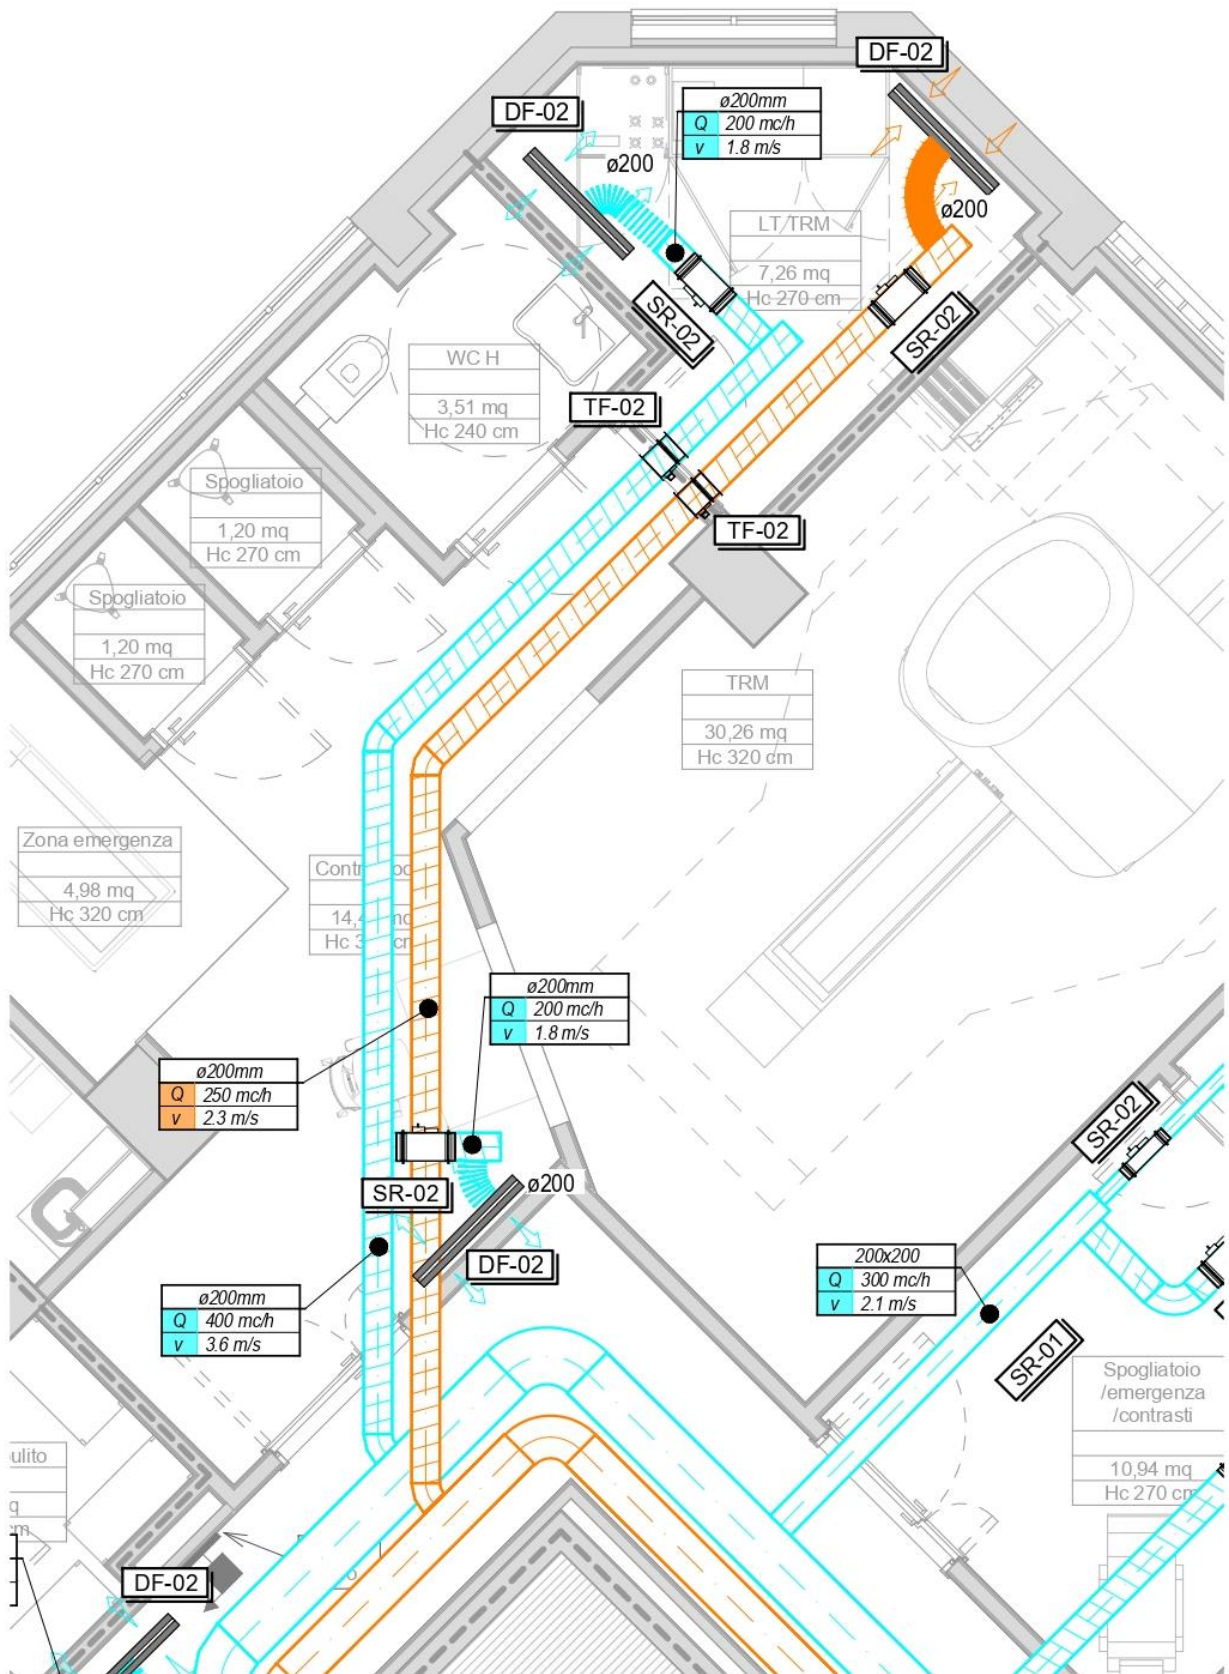 DF-02
DF-02
ø200mm
Q 200 mc/h
v 1.8 m/s
ø200
ø200
LT TRM
7,26 mq
Hc 270 cm
SR-02
SR-02
WC H
3,51 mq
Hc 240 cm
TF-02
TF-02
Spogliatoio
1,20 mq
Hc 270 cm
Spogliatoio
1,20 mq
Hc 270 cm
TRM
30,26 mq
Hc 320 cm
Zona emergenza
4,98 mq
Hc 320 cm
ø200mm
Q 200 mc/h
v 1.8 m/s
ø200mm
Q 250 mc/h
v 2.3 m/s
SR-02
SR-02
ø200
DF-02
200x200
Q 300 mc/h
v 2.1 m/s
ø200mm
Q 400 mc/h
v 3.6 m/s
SR-01
Spogliatoio
/emergenza
/contrasti
10,94 mq
Hc 270 cm
DF-02